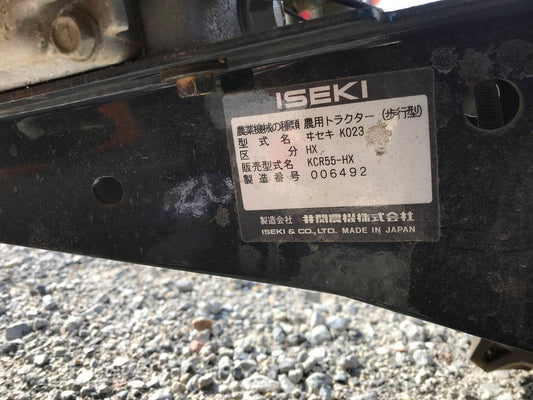 ISEKI
農業機械の種類 農用トラクター (歩行型)
型式名 ヰセキ KO23
区分 HX
販売型式名 KCR55-HX
製造番号 006492
製造会社 井関農機株式会社
ISEKI & CO., LTD. MADE IN JAPAN